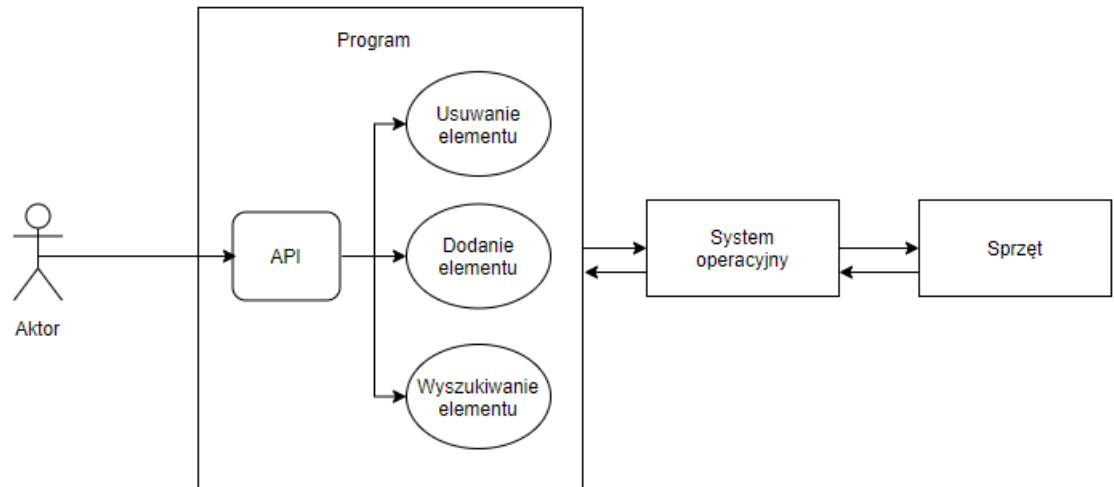 Program
Usuwanie
elementu
API
Dodanie
elementu
Wyszukiwanie
elementu
Aktor
System
operacyjny
Sprzęt